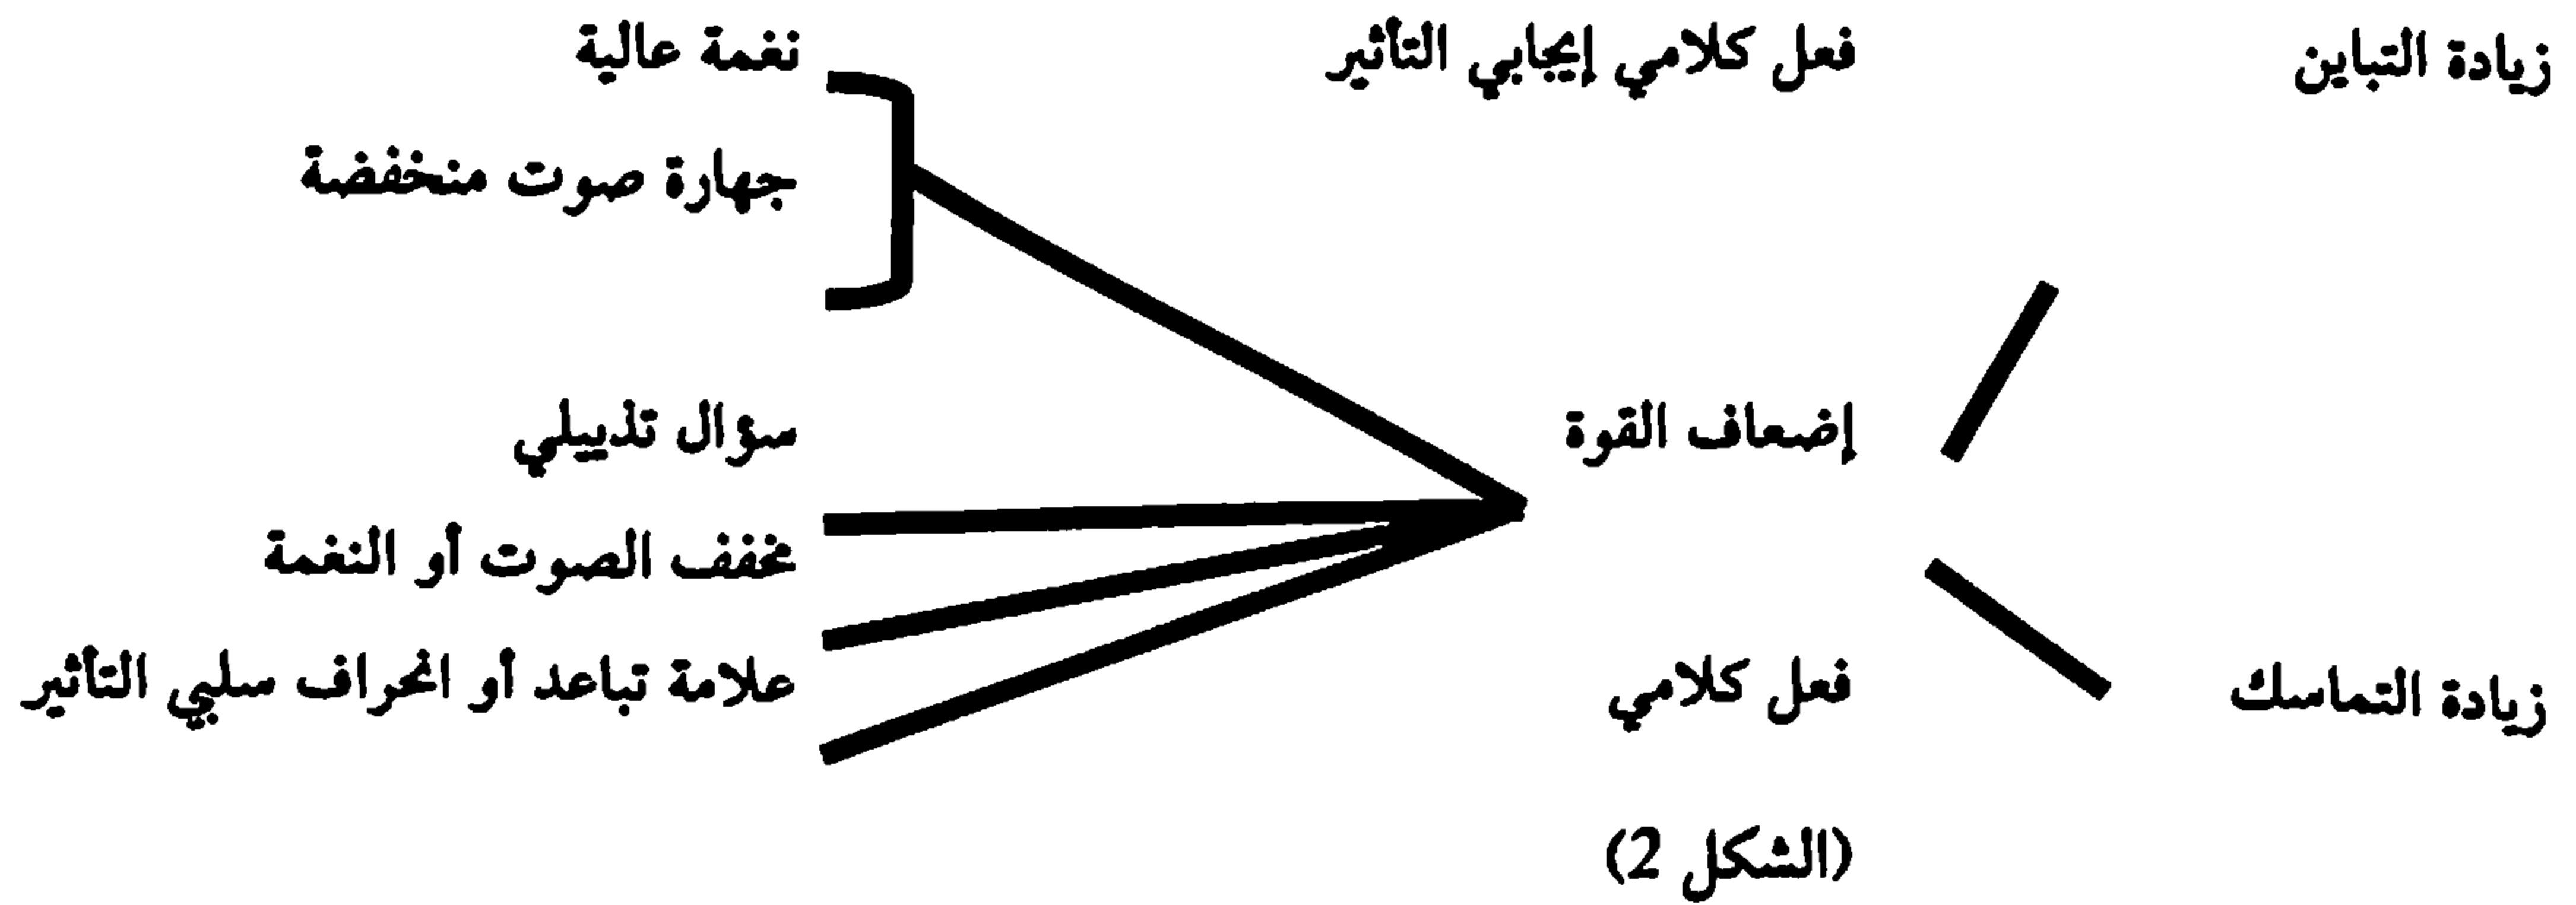 زيادة التباين
فعل كلامي إيجابي التأثير
نغمة عالية
جهارة صوت منخفضة
إضعاف القوة
سؤال تذييلي
مخفف الصوت أو النغمة
زيادة التماسك
فعل كلامي
علامة تباعد أو انحراف سلبي التأثير
(الشكل 2)